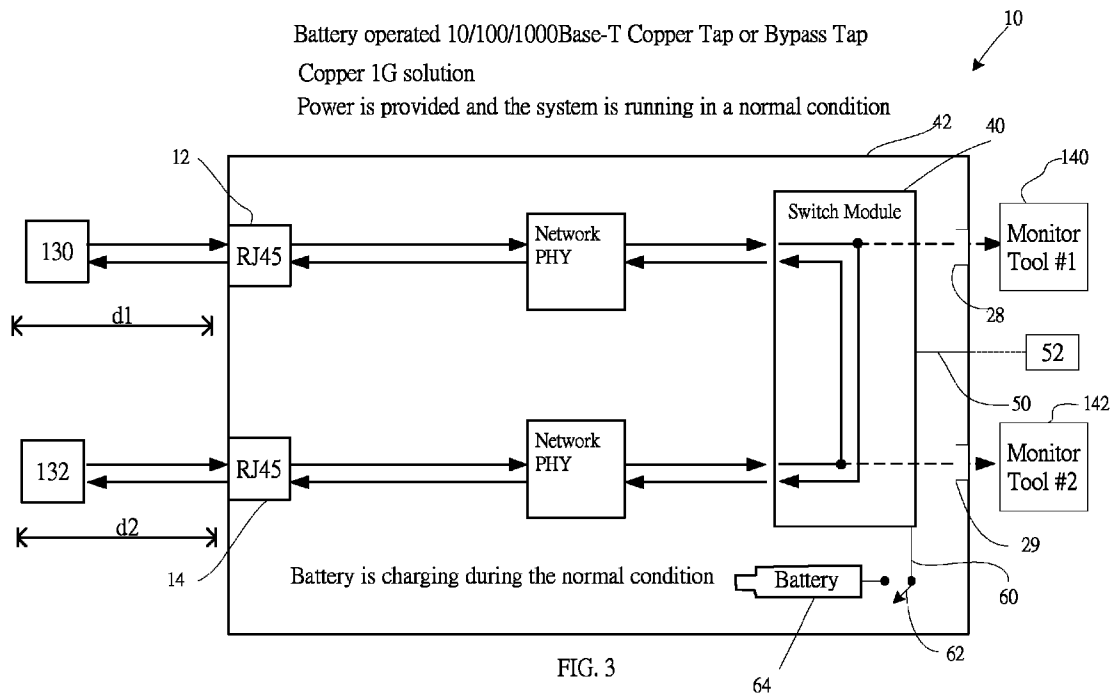 10
Battery operated 10/100/1000Base-T Copper Tap or Bypass Tap
Copper 1G solution
Power is provided and the system is running in a normal condition
42
40
12
140
Switch Module
130
RJ45
Network
PHY
Monitor
Tool #1
28
d1
52
50
142
132
RJ45
Network
PHY
Monitor
Tool #2
d2
29
14
Battery is charging during the normal condition
Battery
60
62
64
FIG. 3